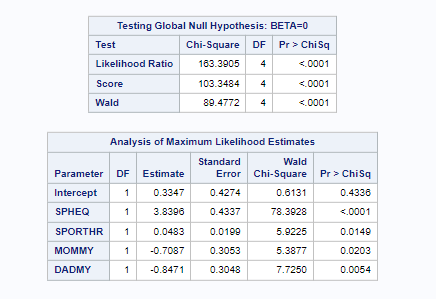 Testing Global Null Hypothesis: BETA=0
Test Chi-Square DF Pr > ChiSq
Likelihood Ratio 163.3905 4 <.0001
Score 103.3484 4 <.0001
Wald 89.4772 4 <.0001
Analysis of Maximum Likelihood Estimates
Parameter DF Estimate Standard Error Wald Chi-Square Pr > ChiSq
Intercept 1 0.3347 0.4274 0.6131 0.4336
SPHEQ 1 3.8396 0.4337 78.3928 <.0001
SPORTHR 1 0.0483 0.0199 5.9225 0.0149
MOMMY 1 -0.7087 0.3053 5.3877 0.0203
DADMY 1 -0.8471 0.3048 7.7250 0.0054